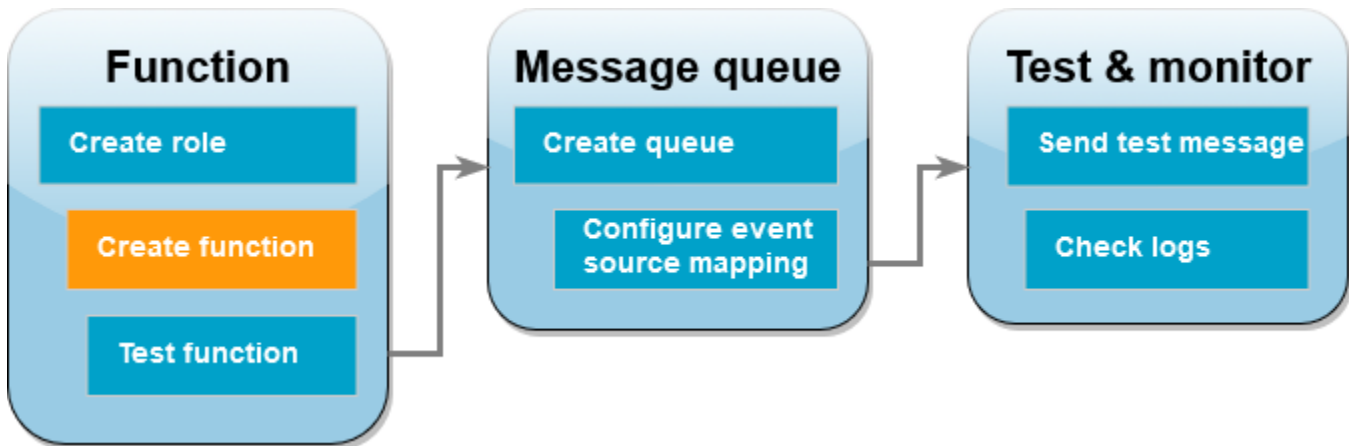 Function
Create role
Create function
Test function
Message queue
Create queue
Configure event
source mapping
Test & monitor
Send test message
Check logs